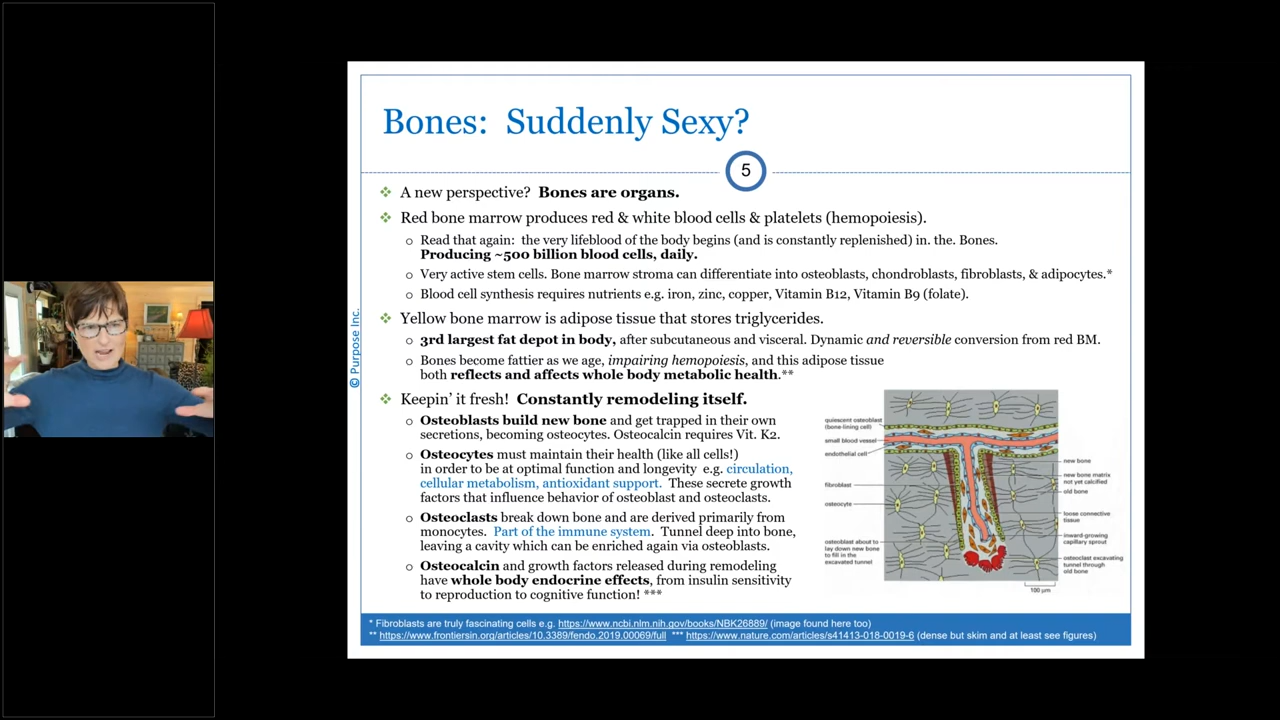 Bones: Suddenly Sexy?
5
A new perspective? Bones are organs.
Red bone marrow produces red & white blood cells & platelets (hemopoiesis).
Read that again: the very lifeblood of the body begins (and is constantly replenished) in. the. Bones.
Producing ~500 billion blood cells, daily.
Very active stem cells. Bone marrow stroma can differentiate into osteoblasts, chondroblasts, fibroblasts, & adipocytes.*
Blood cell synthesis requires nutrients e.g. iron, zinc, copper, Vitamin B12, Vitamin B9 (folate).
Yellow bone marrow is adipose tissue that stores triglycerides.
3rd largest fat depot in body, after subcutaneous and visceral. Dynamic and reversible conversion from red BM.
Bones become fattier as we age, impairing hemopoiesis, and this adipose tissue
both reflects and affects whole body metabolic health.**
Keepin' it fresh! Constantly remodeling itself.
Osteoblasts build new bone and get trapped in their own
secretions, becoming osteocytes. Osteocalcin requires Vit. K2.
Osteocytes must maintain their health (like all cells!)
in order to be at optimal function and longevity e.g. circulation,
cellular metabolism, antioxidant support. These secrete growth
factors that influence behavior of osteoblast and osteoclasts.
Osteoclasts break down bone and are derived primarily from
monocytes. Part of the immune system. Tunnel deep into bone,
leaving a cavity which can be enriched again via osteoblasts.
Osteocalcin and growth factors released during remodeling
have whole body endocrine effects, from insulin sensitivity
to reproduction to cognitive function! ***
© Purpose Inc.
quiescent osteoblast
(bone-lining cell)
small blood vessel
endothelial cell
fibroblast
osteocyte
osteoblast about to
lay down new bone
to fill in the
excavated tunnel
new bone
new bone matrix
not yet calcified
old bone
loose connective
tissue
inward-growing
capillary sprout
osteoclast excavating
tunnel through
old bone
100 µm
* Fibroblasts are truly fascinating cells e.g. https://www.ncbi.nlm.nih.gov/books/NBK26889/ (image found here too)
** https://www.frontiersin.org/articles/10.3389/fendo.2019.00069/full *** https://www.nature.com/articles/s41413-018-0019-6 (dense but skim and at least see figures)